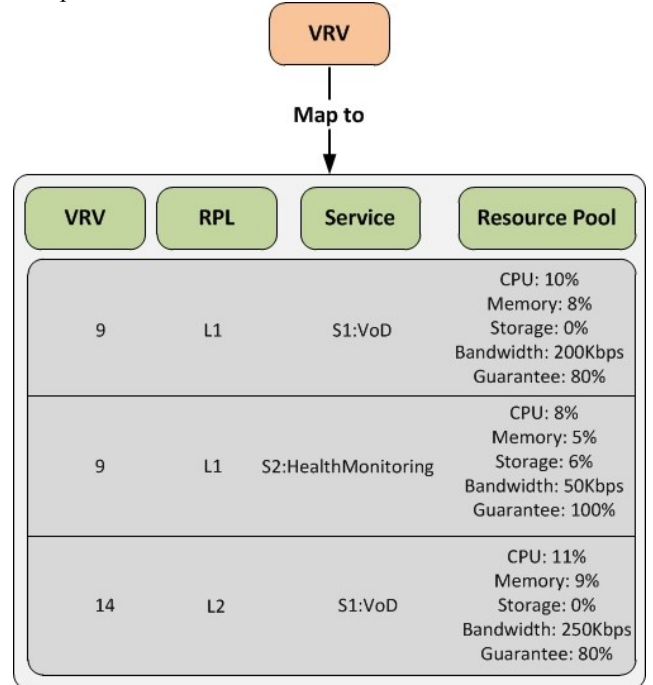 VRV
Map to
VRV RPL Service Resource Pool
CPU: 10%
Memory: 8%
9 L1 S1:VoD Storage: 0%
Bandwidth: 200Kbps
Guarantee: 80%
CPU: 8%
Memory: 5%
9 L1 S2:HealthMonitoring Storage: 6%
Bandwidth: 50Kbps
Guarantee: 100%
CPU: 11%
Memory: 9%
14 L2 S1:VoD Storage: 0%
Bandwidth: 250Kbps
Guarantee: 80%